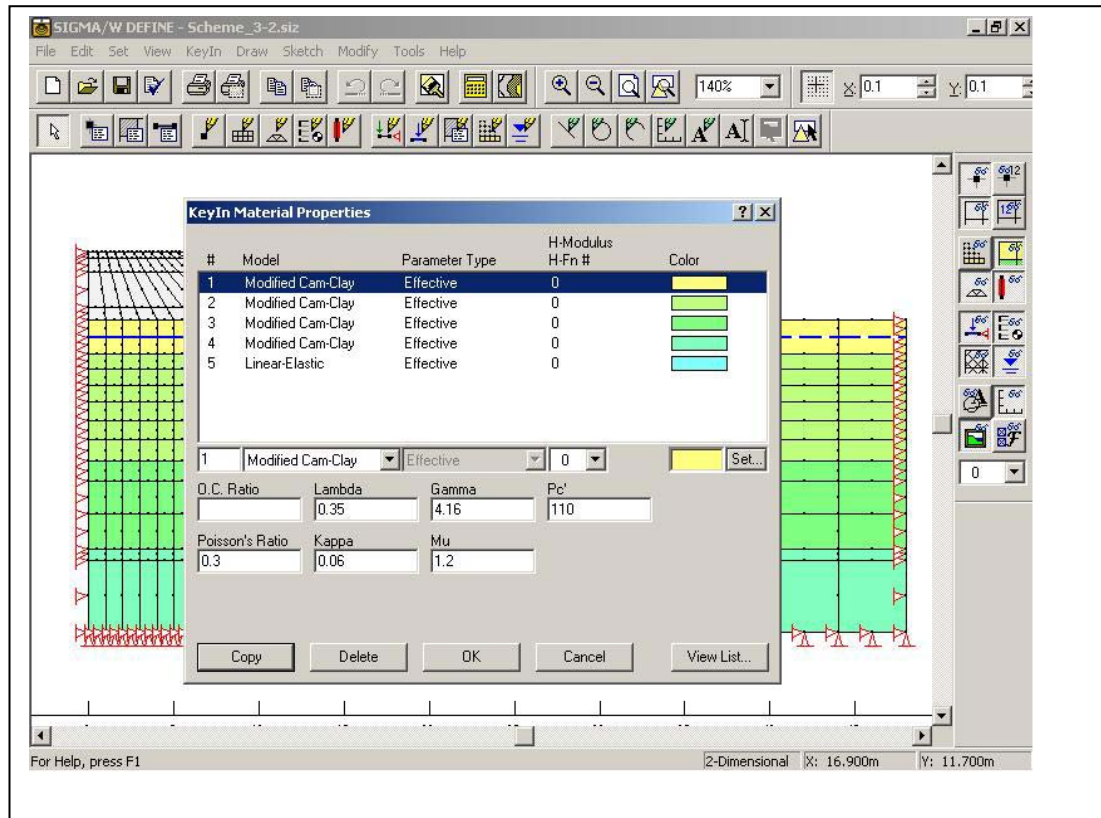 SIGMA/W DEFINE - Scheme_3-2.siz
File Edit Set View KeyIn Draw Sketch Modify Tools Help
140% X: 0.1 Y: 0.1
KeyIn Material Properties
H-Modulus
# Model Parameter Type H-Fn # Color
1 Modified Cam-Clay Effective 0
2 Modified Cam-Clay Effective 0
3 Modified Cam-Clay Effective 0
4 Modified Cam-Clay Effective 0
5 Linear-Elastic Effective 0
1 Modified Cam-Clay Effective 0 Set...
O.C. Ratio Lambda Gamma Pc'
0.35 4.16 110
Poisson's Ratio Kappa Mu
0.3 0.06 1.2
Copy Delete OK Cancel View List...
0
For Help, press F1 2-Dimensional X: 16.900m Y: 11.700m